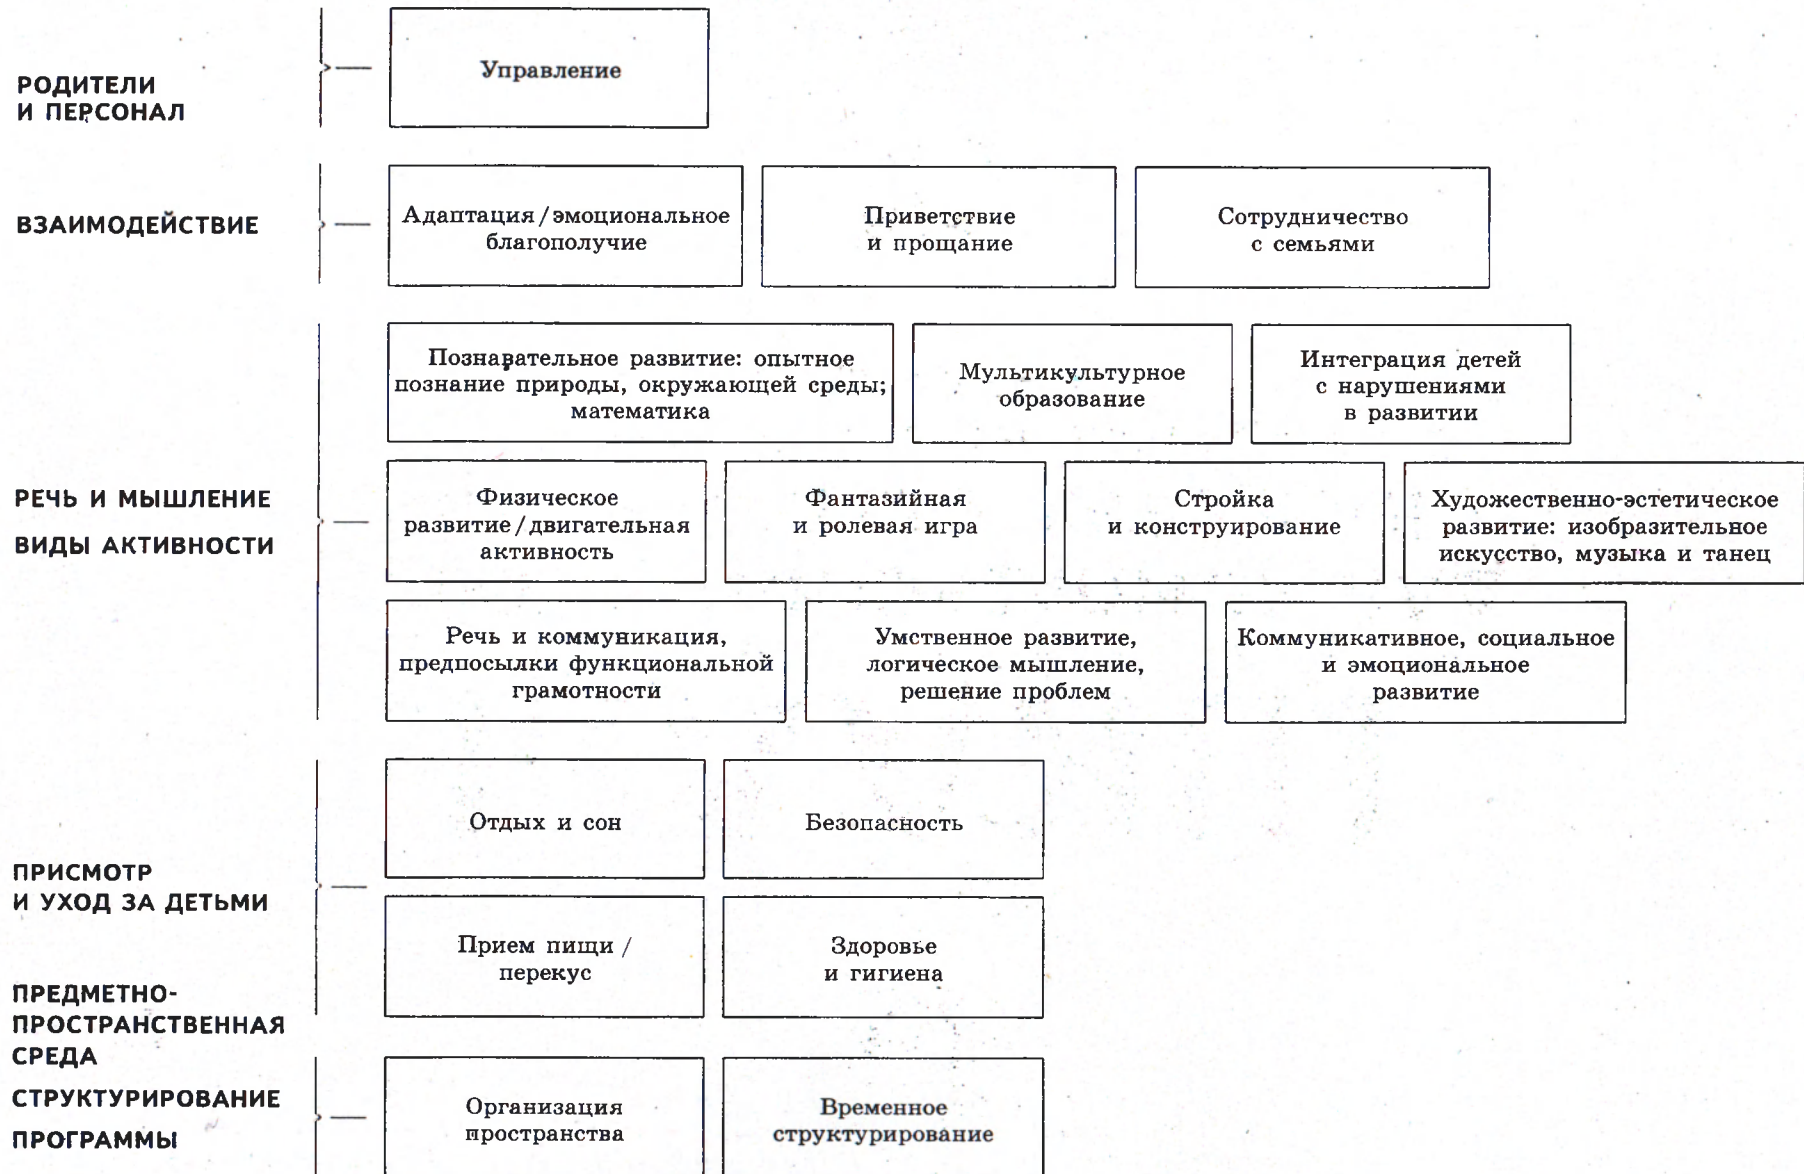 РОДИТЕЛИ
И ПЕРСОНАЛ
Управление
ВЗАИМОДЕЙСТВИЕ
Адаптация/эмоциональное
благополучие
Приветствие
и прощание
Сотрудничество
с семьями
РЕЧЬ И МЫШЛЕНИЕ
ВИДЫ АКТИВНОСТИ
Познавательное развитие: опытное
познание природы, окружающей среды;
математика
Мультикультурное
образование
Интеграция детей
с нарушениями
в развитии
Физическое
развитие/двигательная
активность
Фантазийная
и ролевая игра
Стройка
и конструирование
Художественно-эстетическое
развитие: изобразительное
искусство, музыка и танец
Речь и коммуникация,
предпосылки функциональной
грамотности
Умственное развитие,
логическое мышление,
решение проблем
Коммуникативное, социальное
и эмоциональное
развитие
ПРИСМОТР
И УХОД ЗА ДЕТЬМИ
Отдых и сон
Безопасность
Прием пищи /
перекус
Здоровье
и гигиена
ПРЕДМЕТНО-
ПРОСТРАНСТВЕННАЯ
СРЕДА
СТРУКТУРИРОВАНИЕ
ПРОГРАММЫ
Организация
пространства
Временное
структурирование